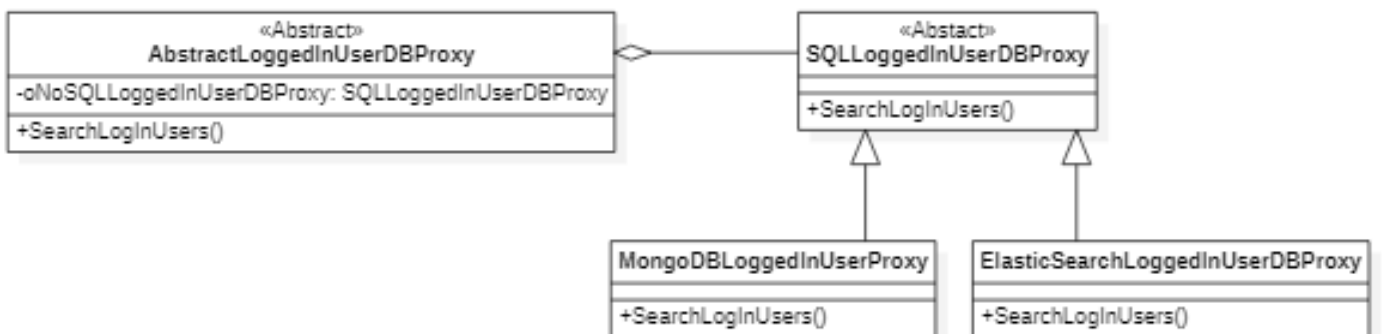 «Abstract»
AbstractLoggedInUserDBProxy
-oNoSQLLoggedInUserDBProxy: SQLLoggedInUserDBProxy
+SearchLogInUsers()
«Abstact»
SQLLoggedInUserDBProxy
+SearchLogInUsers()
MongoDBLoggedInUserProxy
+SearchLogInUsers()
ElasticSearchLoggedInUserDBProxy
+SearchLogInUsers()